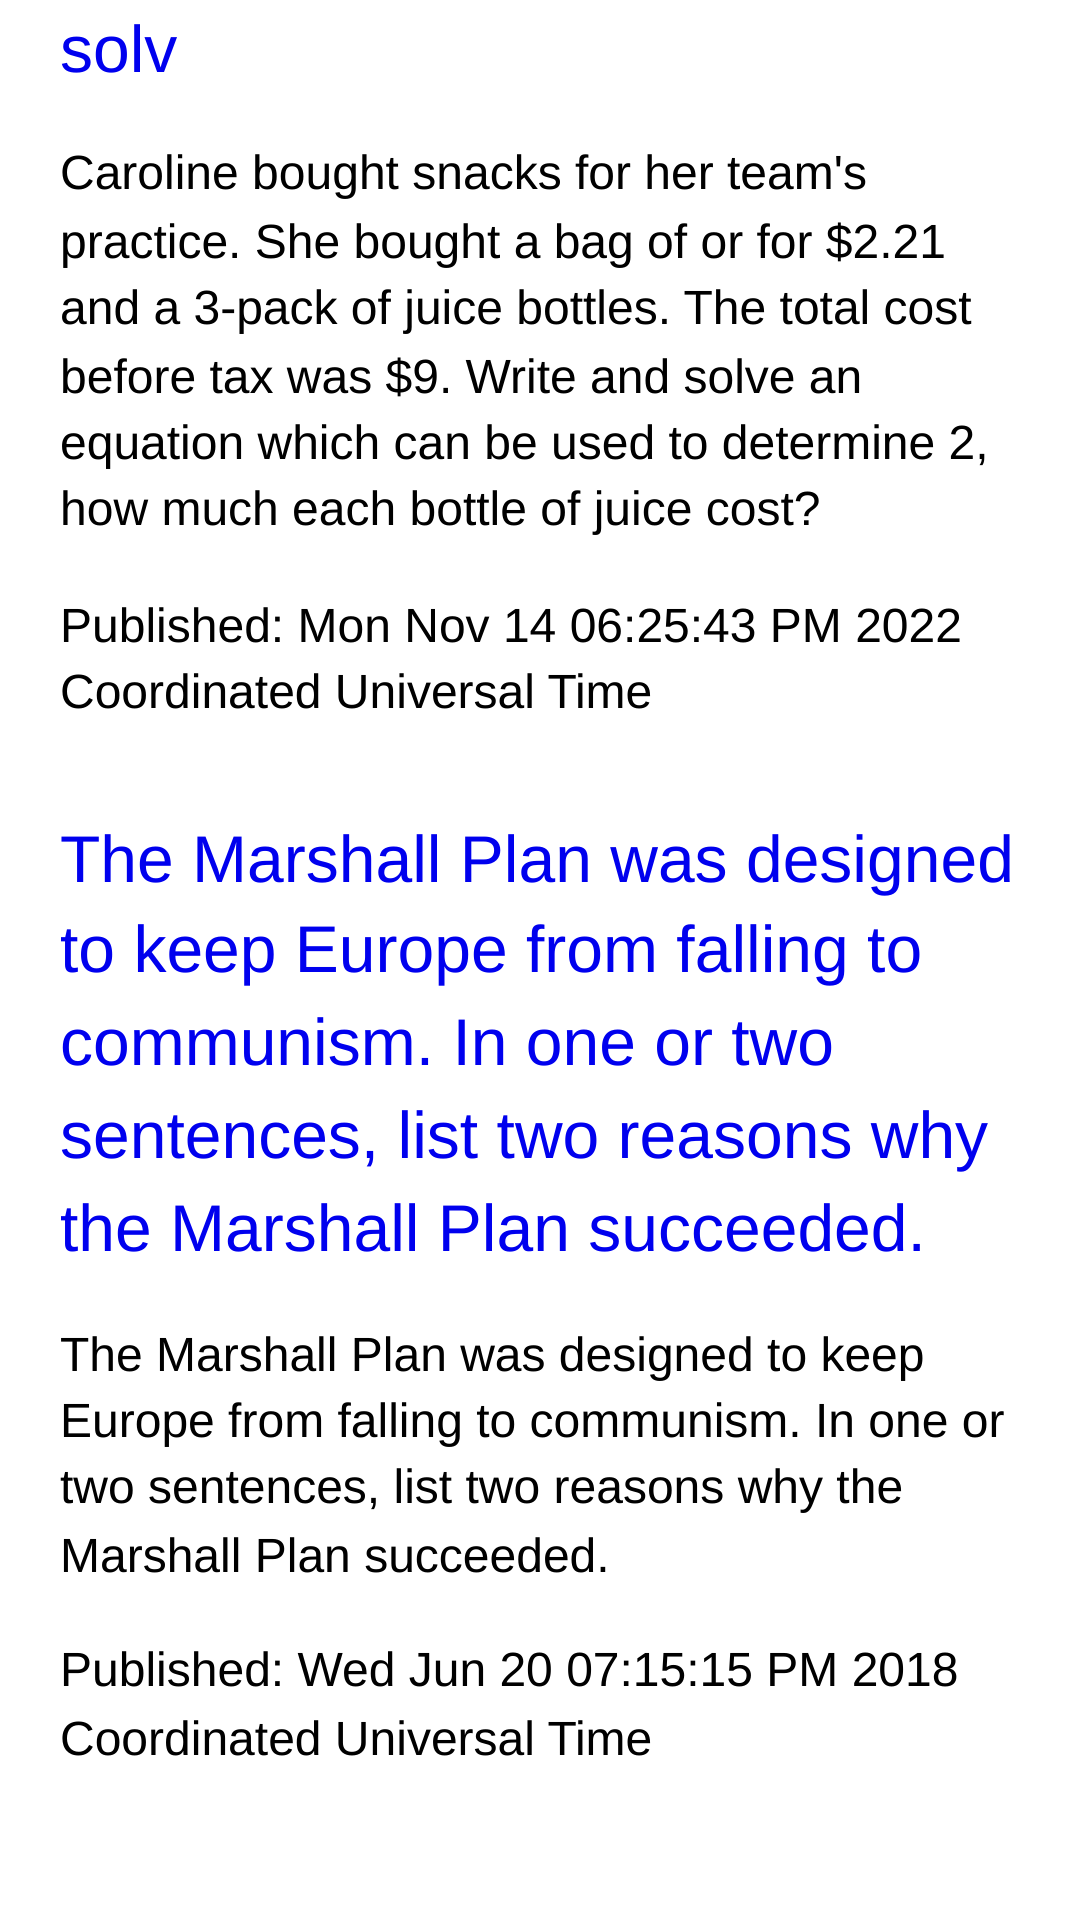 solv
Caroline bought snacks for her team's
practice. She bought a bag of or for $2.21
and a 3-pack of juice bottles. The total cost
before tax was $9. Write and solve an
equation which can be used to determine 2,
how much each bottle of juice cost?
Published: Mon Nov 14 06:25:43 PM 2022
Coordinated Universal Time
The Marshall Plan was designed
to keep Europe from falling to
communism. In one or two
sentences, list two reasons why
the Marshall Plan succeeded.
The Marshall Plan was designed to keep
Europe from falling to communism. In one or
two sentences, list two reasons why the
Marshall Plan succeeded.
Published: Wed Jun 20 07:15:15 PM 2018
Coordinated Universal Time